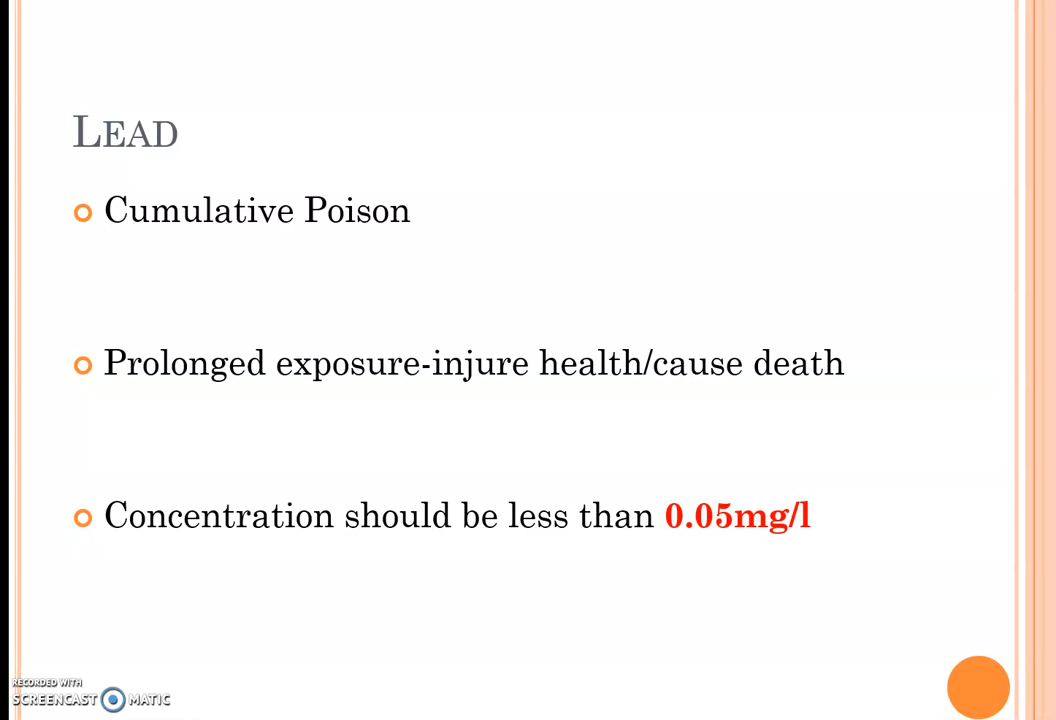 LEAD
Cumulative Poison
Prolonged exposure-injure health/cause death
Concentration should be less than 0.05mg/l
RECORDED WITH
SCREENCAST MATIC